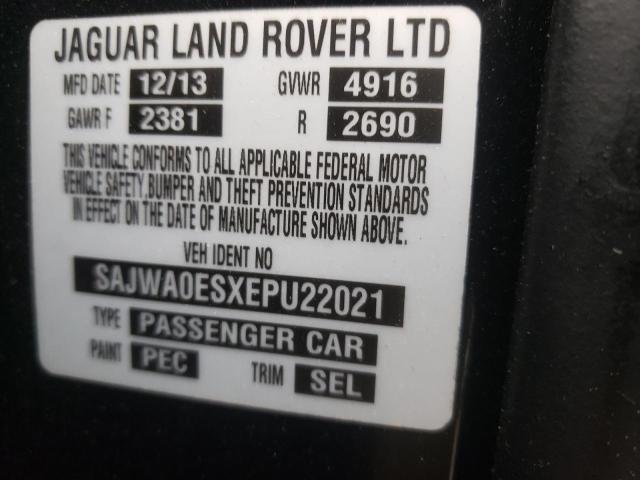 JAGUAR LAND ROVER LTD
MFD DATE 12/13 GVWR 4916
GAWR F 2381 R 2690
THIS VEHICLE CONFORMS TO ALL APPLICABLE FEDERAL MOTOR
VEHICLE SAFETY,BUMPER AND THEFT PREVENTION STANDARDS
IN EFFECT ON THE DATE OF MANUFACTURE SHOWN ABOVE.
VEH IDENT NO
SAJWA0ESXEPU22021
TYPE PASSENGER CAR
PAINT PEC TRIM SEL